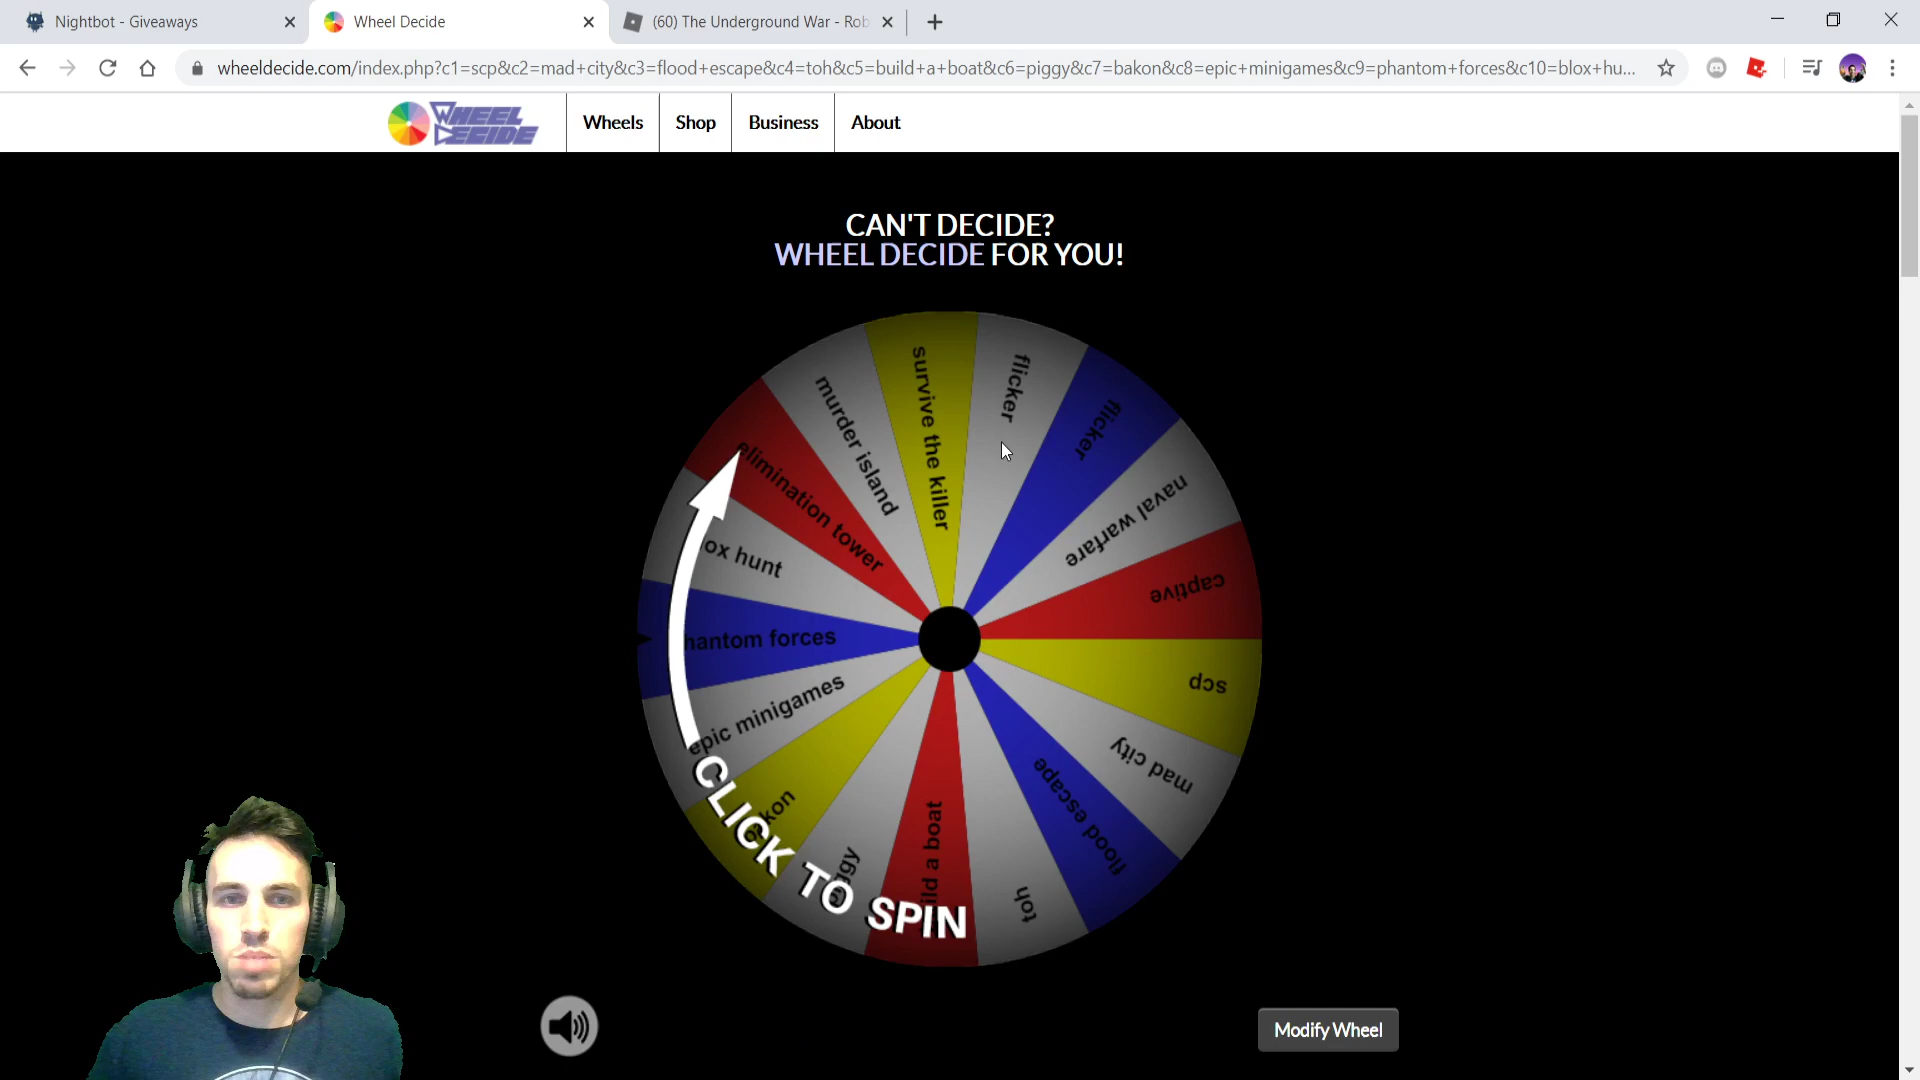 Nightbot - Giveaways
Wheel Decide
(60) The Underground War - Rob
wheeldecide.com/index.php?c1=scp&c2=mad+city&c3=flood+escape&c4=toh&c5=build+a+boat&c6=piggy&c7=bakon&c8=epic+minigames&c9=phantom+forces&c10=blox+hu...
WHEEL DECIDE
Wheels
Shop
Business
About
CAN'T DECIDE?
WHEEL DECIDE FOR YOU!
survive the killer
flicker
flicker
naval warfare
captive
scp
mad city
flood escape
toh
ild a boat
ggy
kon
epic minigames
hantom forces
ox hunt
elimination tower
murder island
CLICK TO SPIN
Modify Wheel